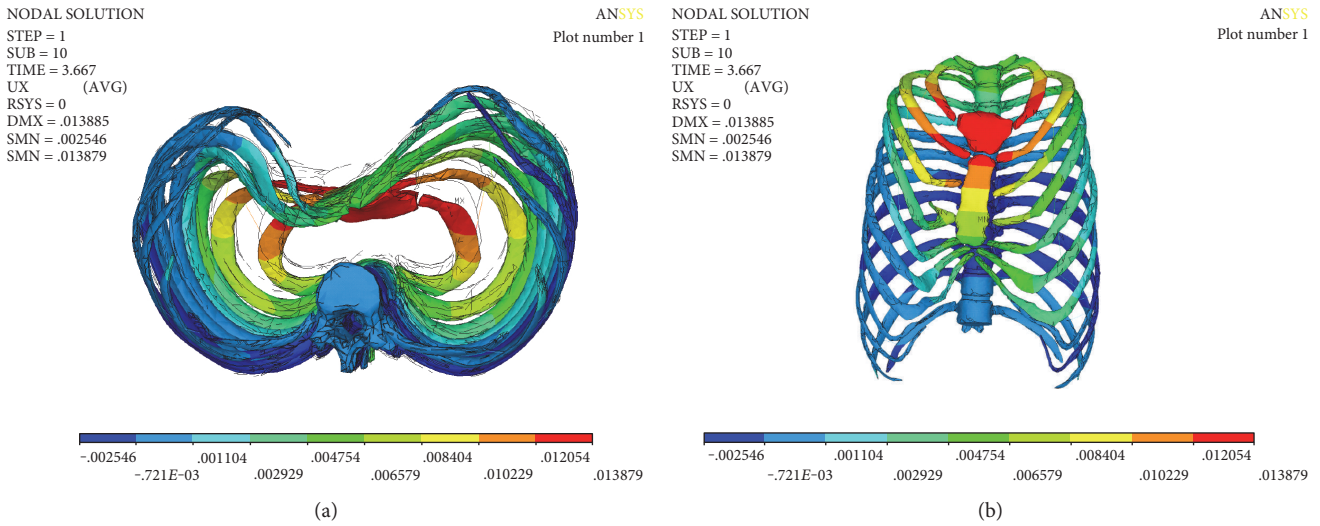 NODAL SOLUTION
STEP = 1
SUB = 10
TIME = 3.667
UX (AVG)
RSYS = 0
DMX = .013885
SMN = .002546
SMN = .013879
ANSYS
Plot number 1
MX
−.002546 .001104 .004754 .008404 .012054
−.721E−03 .002929 .006579 .010229 .013879
(a)
NODAL SOLUTION
STEP = 1
SUB = 10
TIME = 3.667
UX (AVG)
RSYS = 0
DMX = .013885
SMN = .002546
SMN = .013879
ANSYS
Plot number 1
MN
−.002546 .001104 .004754 .008404 .012054
−.721E−03 .002929 .006579 .010229 .013879
(b)